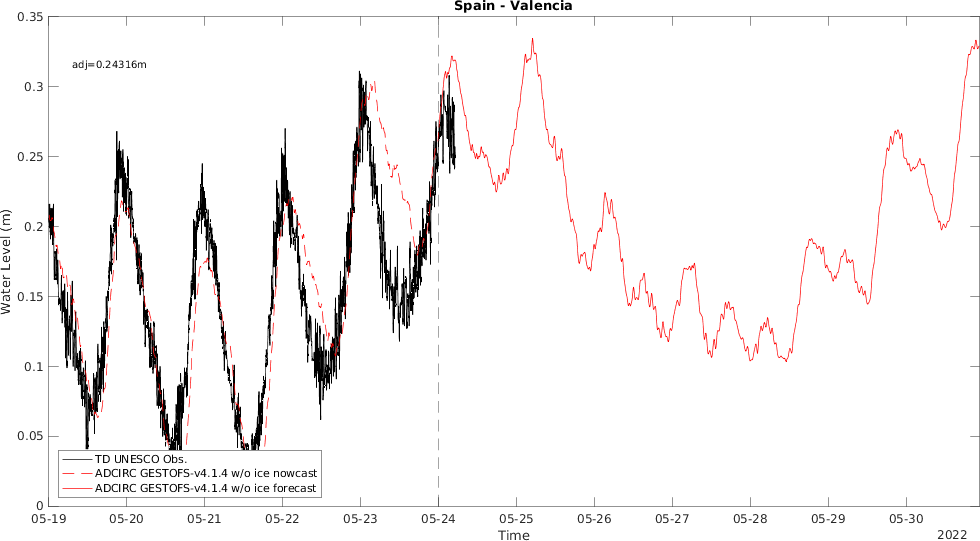 Spain - Valencia
0.35
adj=0.24316m
0.3
0.25
0.2
0.15
0.1
0.05
0
Water Level (m)
TD UNESCO Obs.
ADCIRC GESTOFS-v4.1.4 w/o ice nowcast
ADCIRC GESTOFS-v4.1.4 w/o ice forecast
05-19 05-20 05-21 05-22 05-23 05-24 05-25 05-26 05-27 05-28 05-29 05-30
Time
2022